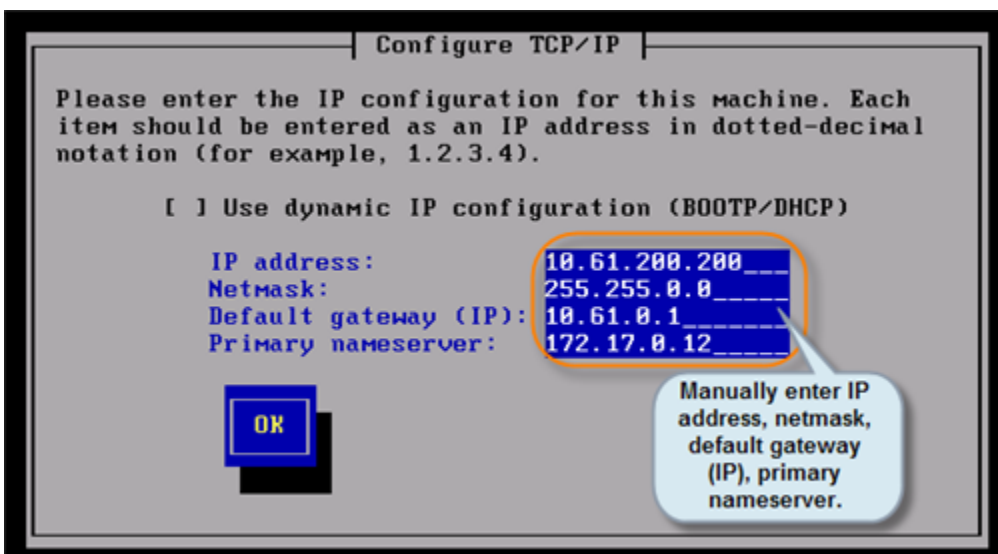 Configure TCP/IP
Please enter the IP configuration for this machine. Each
item should be entered as an IP address in dotted-decimal
notation (for example, 1.2.3.4).
[ ] Use dynamic IP configuration (BOOTP/DHCP)
IP address: 10.61.200.200___
Netmask: 255.255.0.0_____
Default gateway (IP): 10.61.0.1_______
Primary nameserver: 172.17.0.12_____
OK
Manually enter IP
address, netmask,
default gateway
(IP), primary
nameserver.